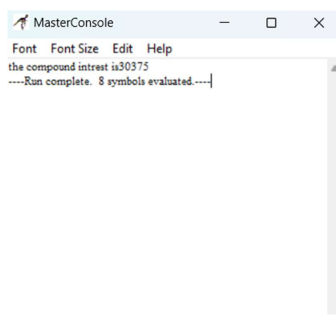 MasterConsole
Font Font Size Edit Help
the compound intrest is30375
----Run complete. 8 symbols evaluated.----